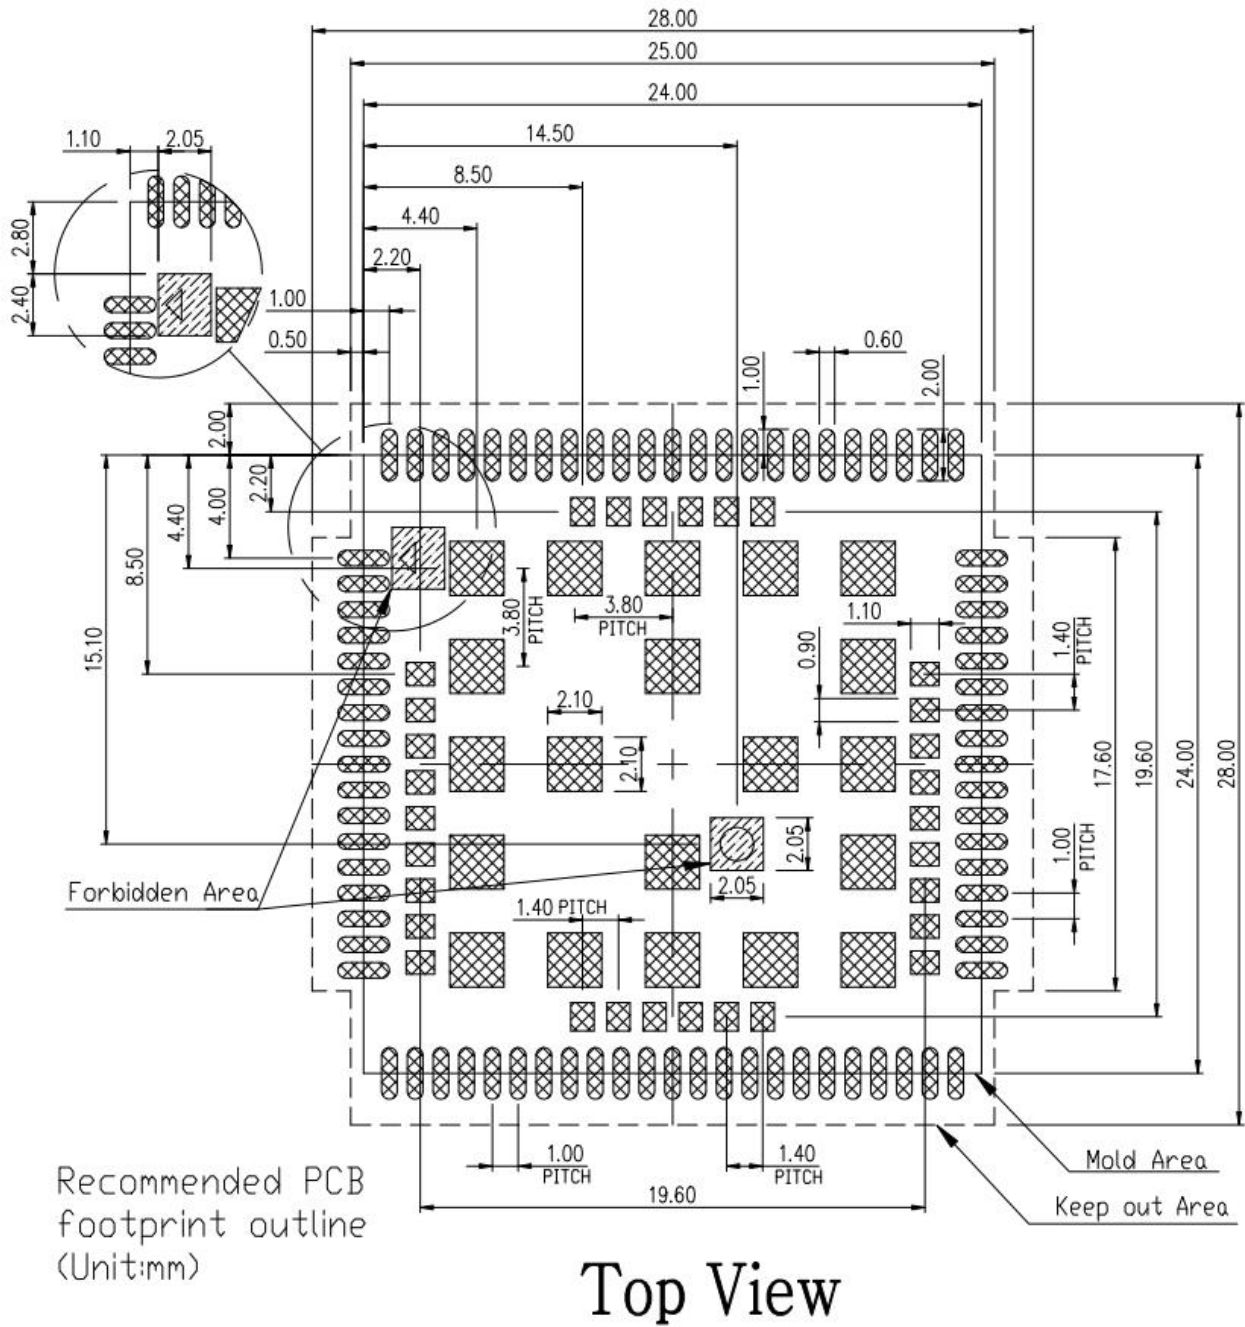 28.00
25.00
24.00
14.50
1.10
2.05
8.50
4.40
2.80
2.20
2.40
1.00
0.50
0.60
1.00
2.00
2.00
2.20
4.00
4.40
8.50
15.10
3.80
PITCH
3.80
PITCH
1.10
0.90
1.40
PITCH
2.10
2.10
17.60
19.60
24.00
28.00
2.05
2.05
1.00
PITCH
Forbidden Area
1.40 PITCH
1.00
PITCH
1.40
PITCH
19.60
Mold Area
Keep out Area
Recommended PCB
footprint outline
(Unit:mm)
Top View